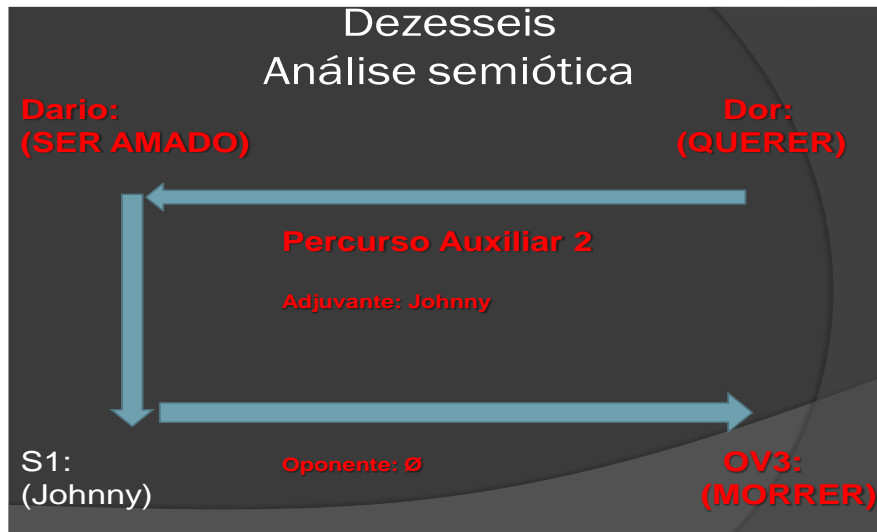 Dezesseis
Análise semiótica
Dario:
(SER AMADO)
Dor:
(QUERER)
Percurso Auxiliar 2
Adjuvante: Johnny
S1:
(Johnny)
Oponente: Ø
OV3:
(MORRER)